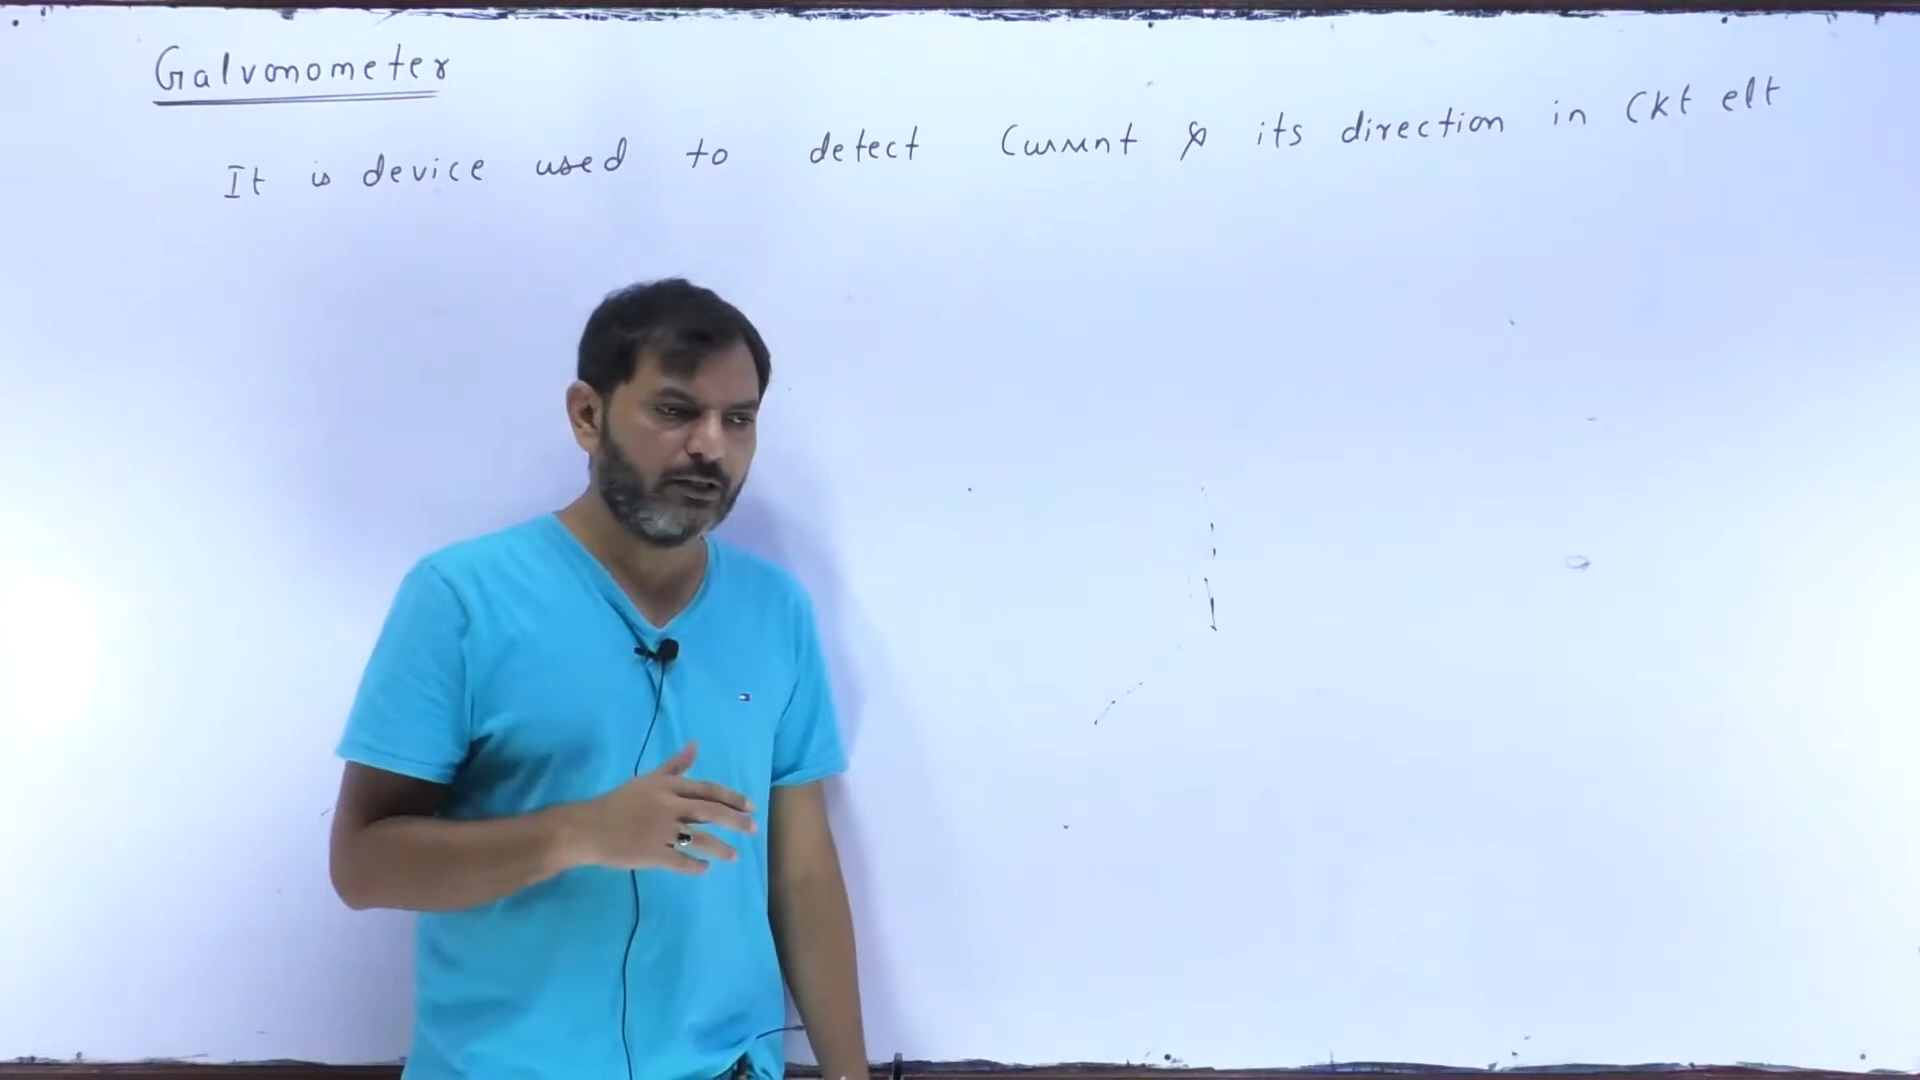 Galvonometer
It is device used to detect Current & its direction in Ckt elt